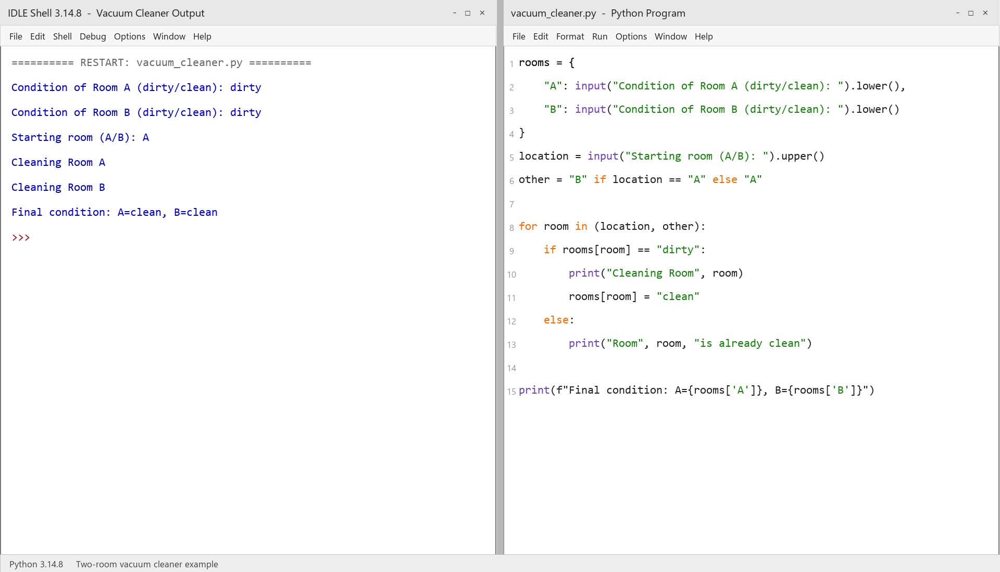 IDLE Shell 3.14.8 - Vacuum Cleaner Output
File Edit Shell Debug Options Window Help
========== RESTART: vacuum_cleaner.py ==========
Condition of Room A (dirty/clean): dirty
Condition of Room B (dirty/clean): dirty
Starting room (A/B): A
Cleaning Room A
Cleaning Room B
Final condition: A=clean, B=clean
>>>
vacuum_cleaner.py - Python Program
File Edit Format Run Options Window Help
1 rooms = {
2     "A": input("Condition of Room A (dirty/clean): ").lower(),
3     "B": input("Condition of Room B (dirty/clean): ").lower()
4 }
5 location = input("Starting room (A/B): ").upper()
6 other = "B" if location == "A" else "A"
7
8 for room in (location, other):
9     if rooms[room] == "dirty":
10         print("Cleaning Room", room)
11         rooms[room] = "clean"
12     else:
13         print("Room", room, "is already clean")
14
15 print(f"Final condition: A={rooms['A']}, B={rooms['B']}")
Python 3.14.8 Two-room vacuum cleaner example